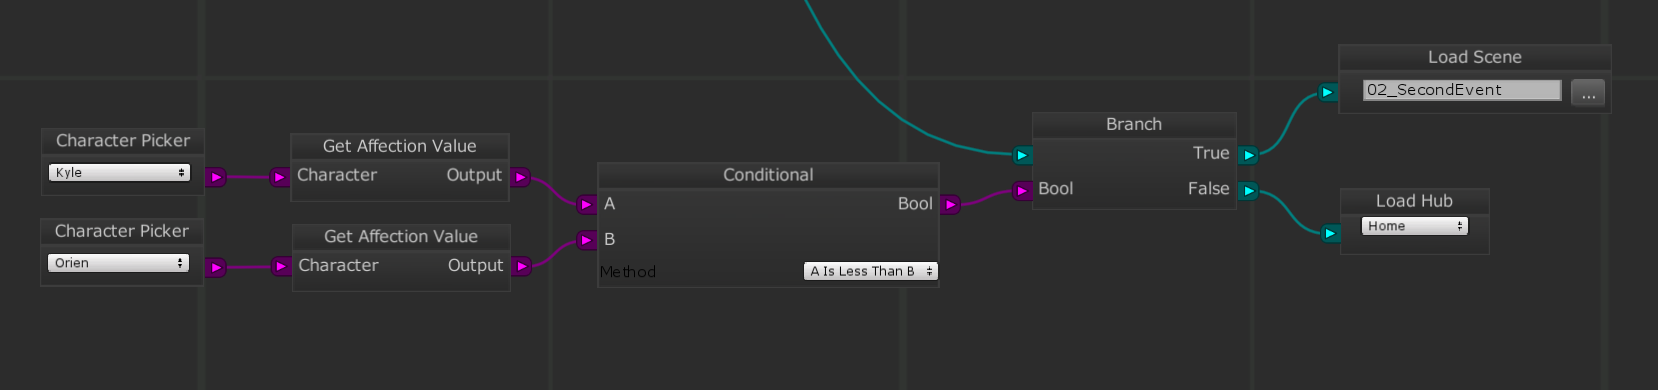 Load Scene
02_SecondEvent
...
Branch
True
False
Bool
Load Hub
Home
Character Picker
Kyle
Get Affection Value
Character Output
Conditional
A Bool
B
Method A Is Less Than B
Character Picker
Orien
Get Affection Value
Character Output